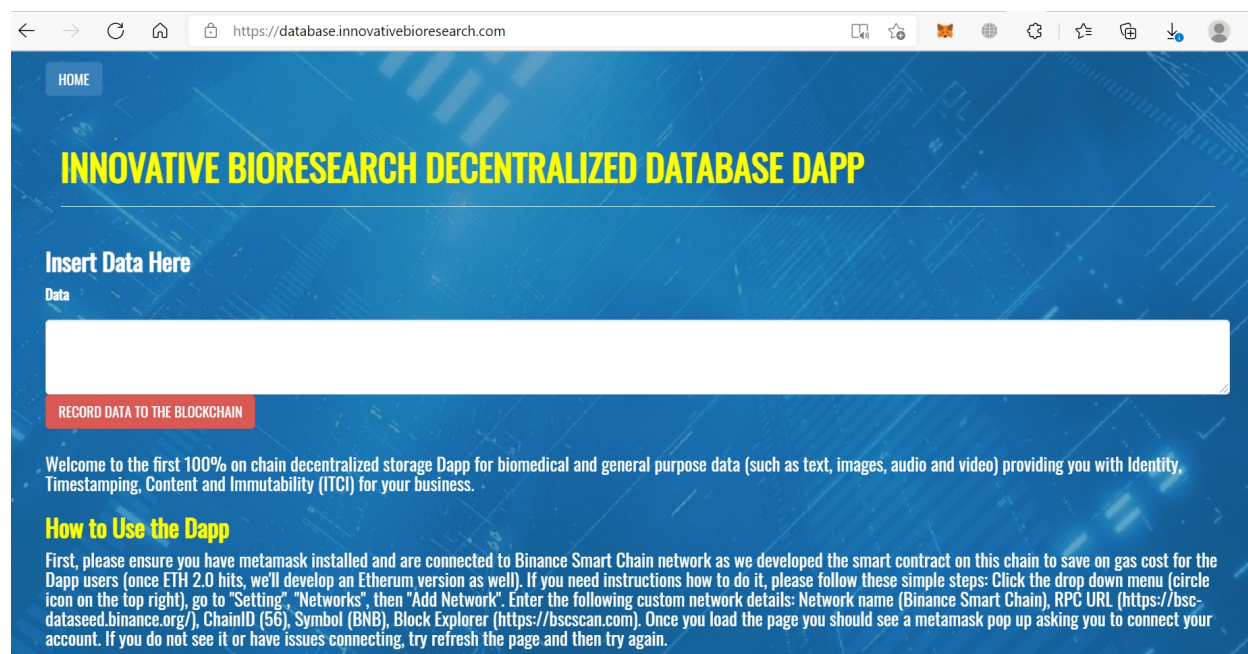 https://database.innovativebioresearch.com
HOME
INNOVATIVE BIORESEARCH DECENTRALIZED DATABASE DAPP
Insert Data Here
Data
RECORD DATA TO THE BLOCKCHAIN
Welcome to the first 100% on chain decentralized storage Dapp for biomedical and general purpose data (such as text, images, audio and video) providing you with Identity,
Timestamping, Content and Immutability (ITCI) for your business.
How to Use the Dapp
First, please ensure you have metamask installed and are connected to Binance Smart Chain network as we developed the smart contract on this chain to save on gas cost for the
Dapp users (once ETH 2.0 hits, we'll develop an Etherum version as well). If you need instructions how to do it, please follow these simple steps: Click the drop down menu (circle
icon on the top right), go to "Setting", "Networks", then "Add Network". Enter the following custom network details: Network name (Binance Smart Chain), RPC URL (https://bsc-
dataseed.binance.org/), ChainID (56), Symbol (BNB), Block Explorer (https://bscscan.com). Once you load the page you should see a metamask pop up asking you to connect your
account. If you do not see it or have issues connecting, try refresh the page and then try again.